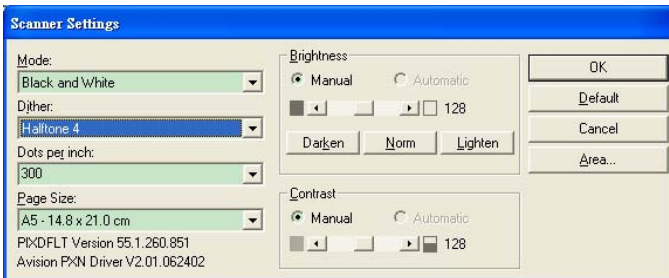 Scanner Settings
Mode:
Black and White
Dither:
Halftone 4
Dots per inch:
300
Page Size:
A5 - 14.8 x 21.0 cm
PIXDFLT Version 55.1.260.851
Avision PXN Driver V2.01.062402
Brightness
Manual Automatic
128
Darken Norm Lighten
Contrast
Manual Automatic
128
OK
Default
Cancel
Area...